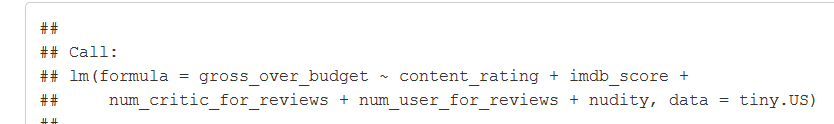 ##
## Call:
## lm(formula = gross_over_budget ~ content_rating + imdb_score +
##     num_critic_for_reviews + num_user_for_reviews + nudity, data = tiny.US)
##